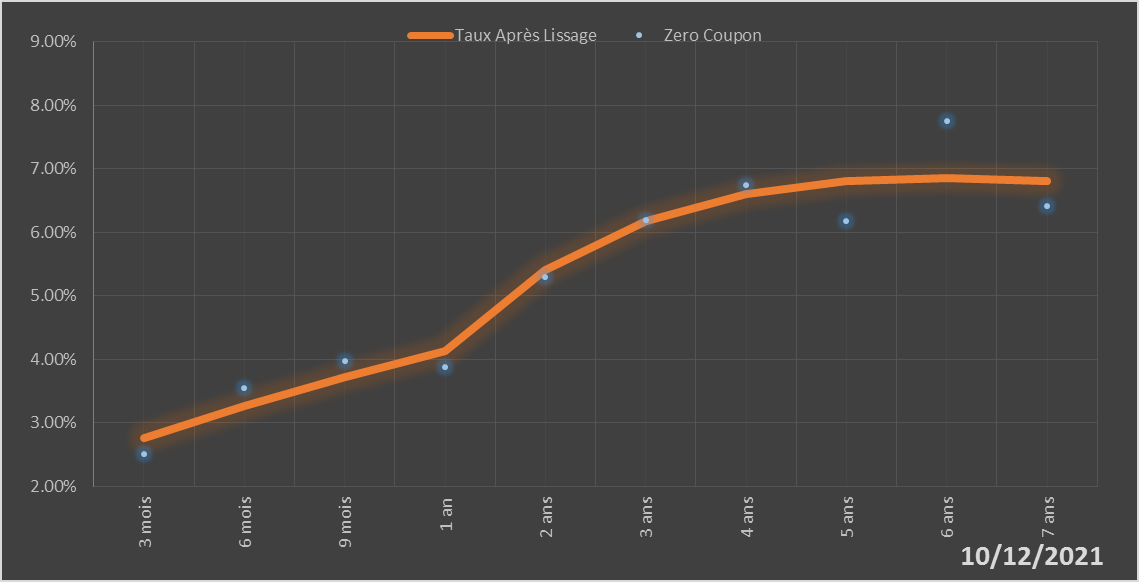 Taux Après Lissage
Zero Coupon
9.00%
8.00%
7.00%
6.00%
5.00%
4.00%
3.00%
2.00%
3 mois
6 mois
9 mois
1 an
2 ans
3 ans
4 ans
5 ans
6 ans
7 ans
10/12/2021